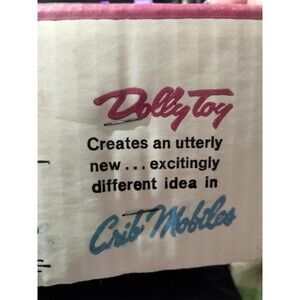 Dolly Toy
Creates an utterly
new...excitingly
different idea in
Crib Mobiles